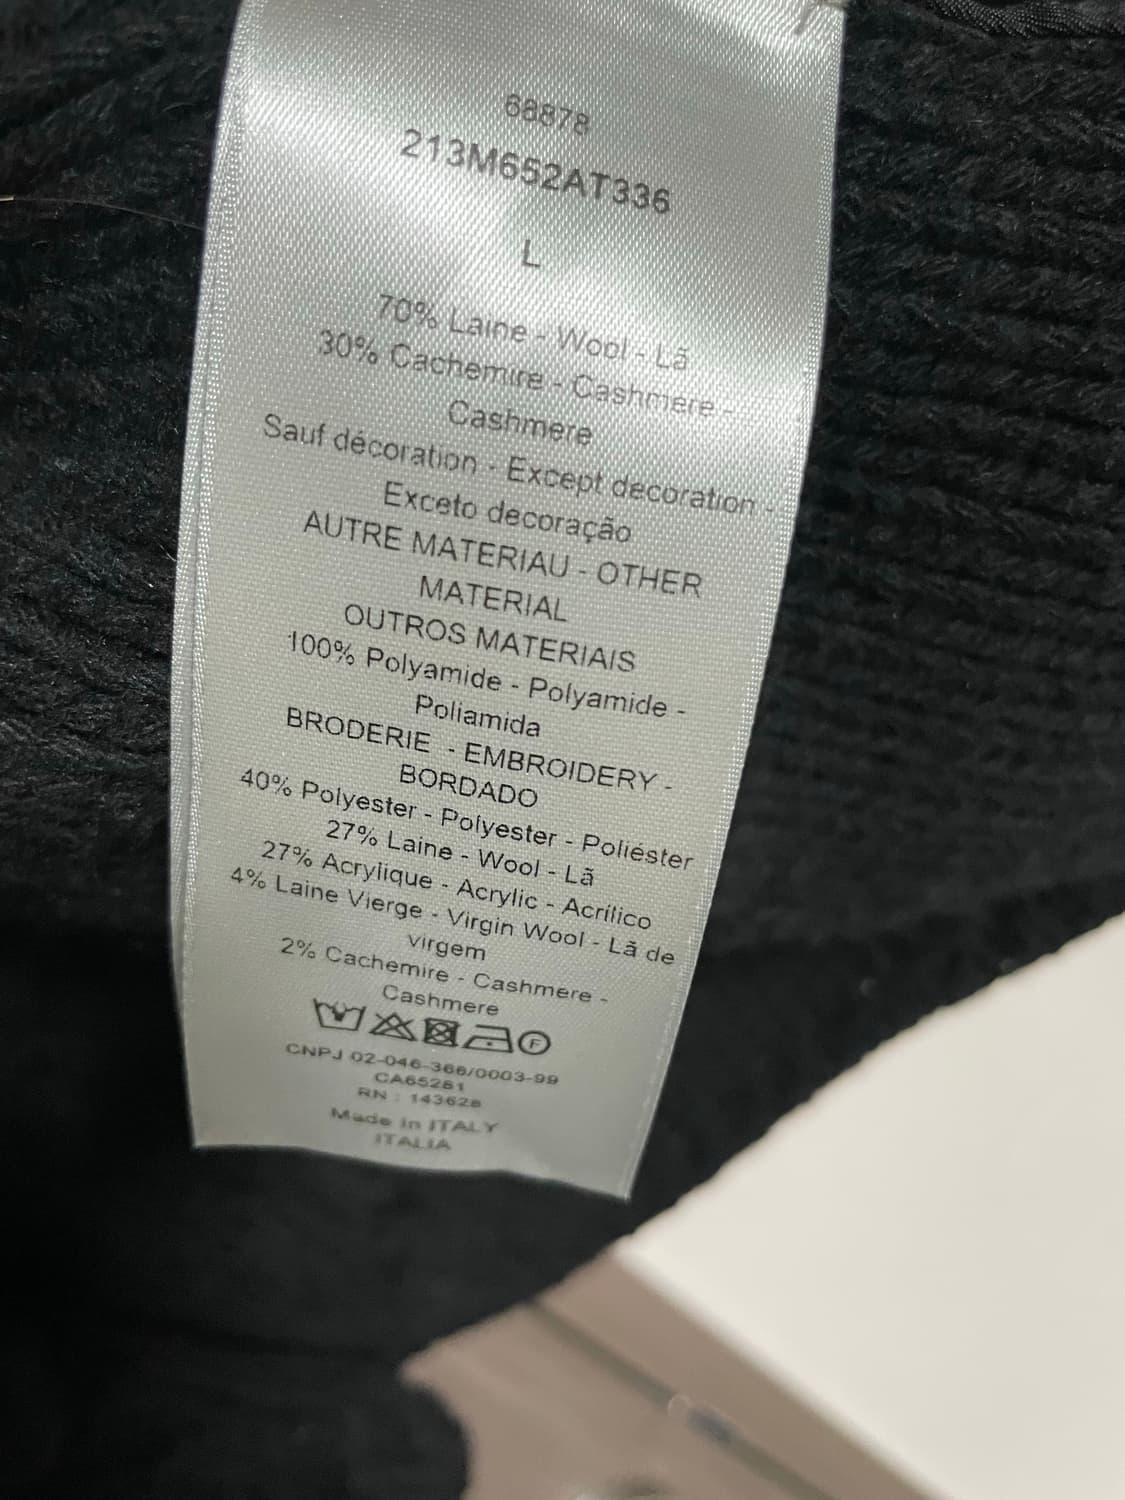 68878
213M652AT336
L
70% Laine - Wool - Lã
30% Cachemire - Cashmere -
Cashmere
Sauf décoration - Except decoration -
Exceto decoração
AUTRE MATERIAU - OTHER
MATERIAL
OUTROS MATERIAIS
100% Polyamide - Polyamide -
Poliamida
BRODERIE - EMBROIDERY -
BORDADO
40% Polyester - Polyester - Poliéster
27% Laine - Wool - Lã
27% Acrylique - Acrylic - Acrílico
4% Laine Vierge - Virgin Wool - Lã de
virgem
2% Cachemire - Cashmere -
Cashmere
F
CNPJ 02-046-366/0003-99
CA65261
RN : 143628
Made in ITALY
ITALIA